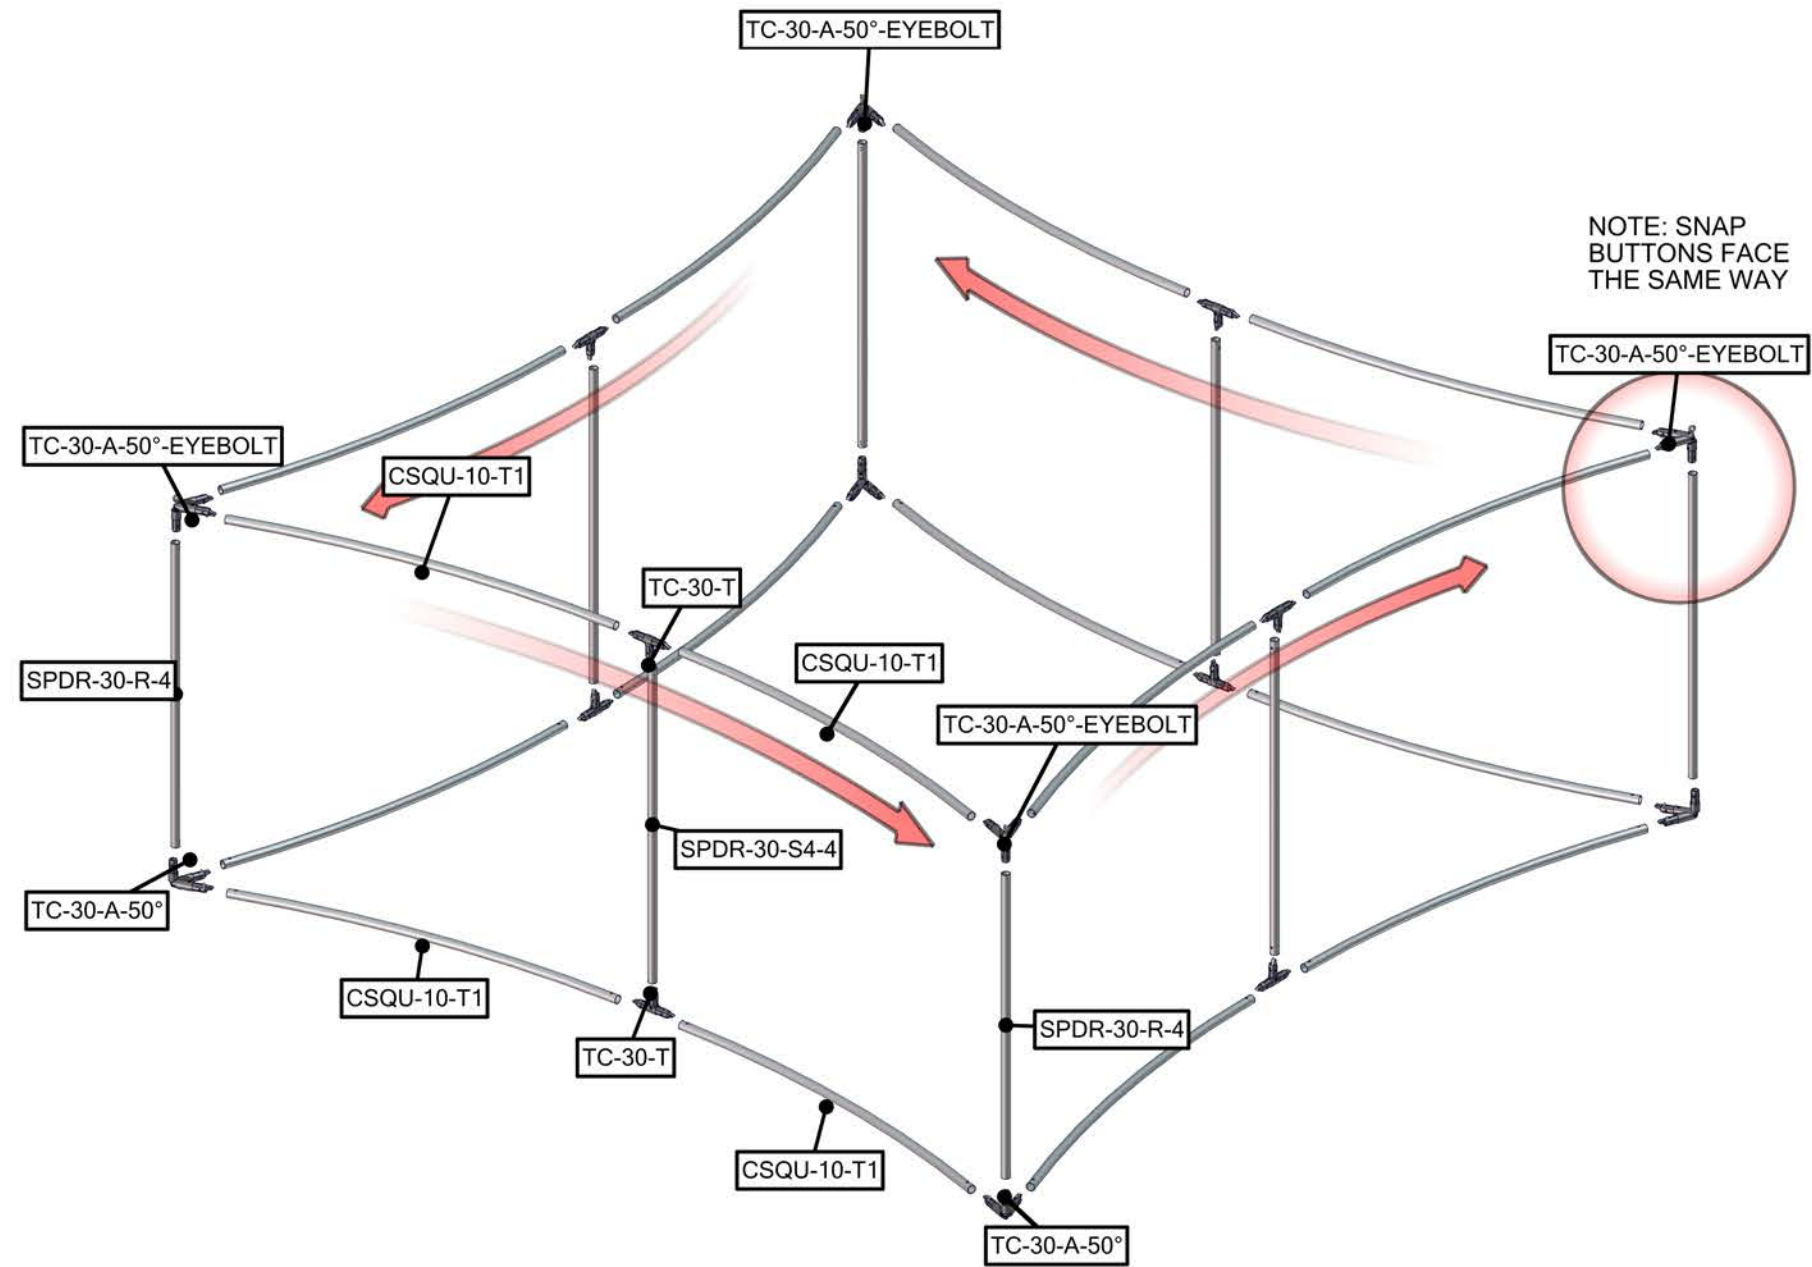 TC-30-A-50°-EYEBOLT
NOTE: SNAP
BUTTONS FACE
THE SAME WAY
TC-30-A-50°-EYEBOLT
TC-30-A-50°-EYEBOLT
CSQU-10-T1
TC-30-T
CSQU-10-T1
SPDR-30-R-4
TC-30-A-50°-EYEBOLT
SPDR-30-S4-4
TC-30-A-50°
CSQU-10-T1
SPDR-30-R-4
TC-30-T
CSQU-10-T1
TC-30-A-50°